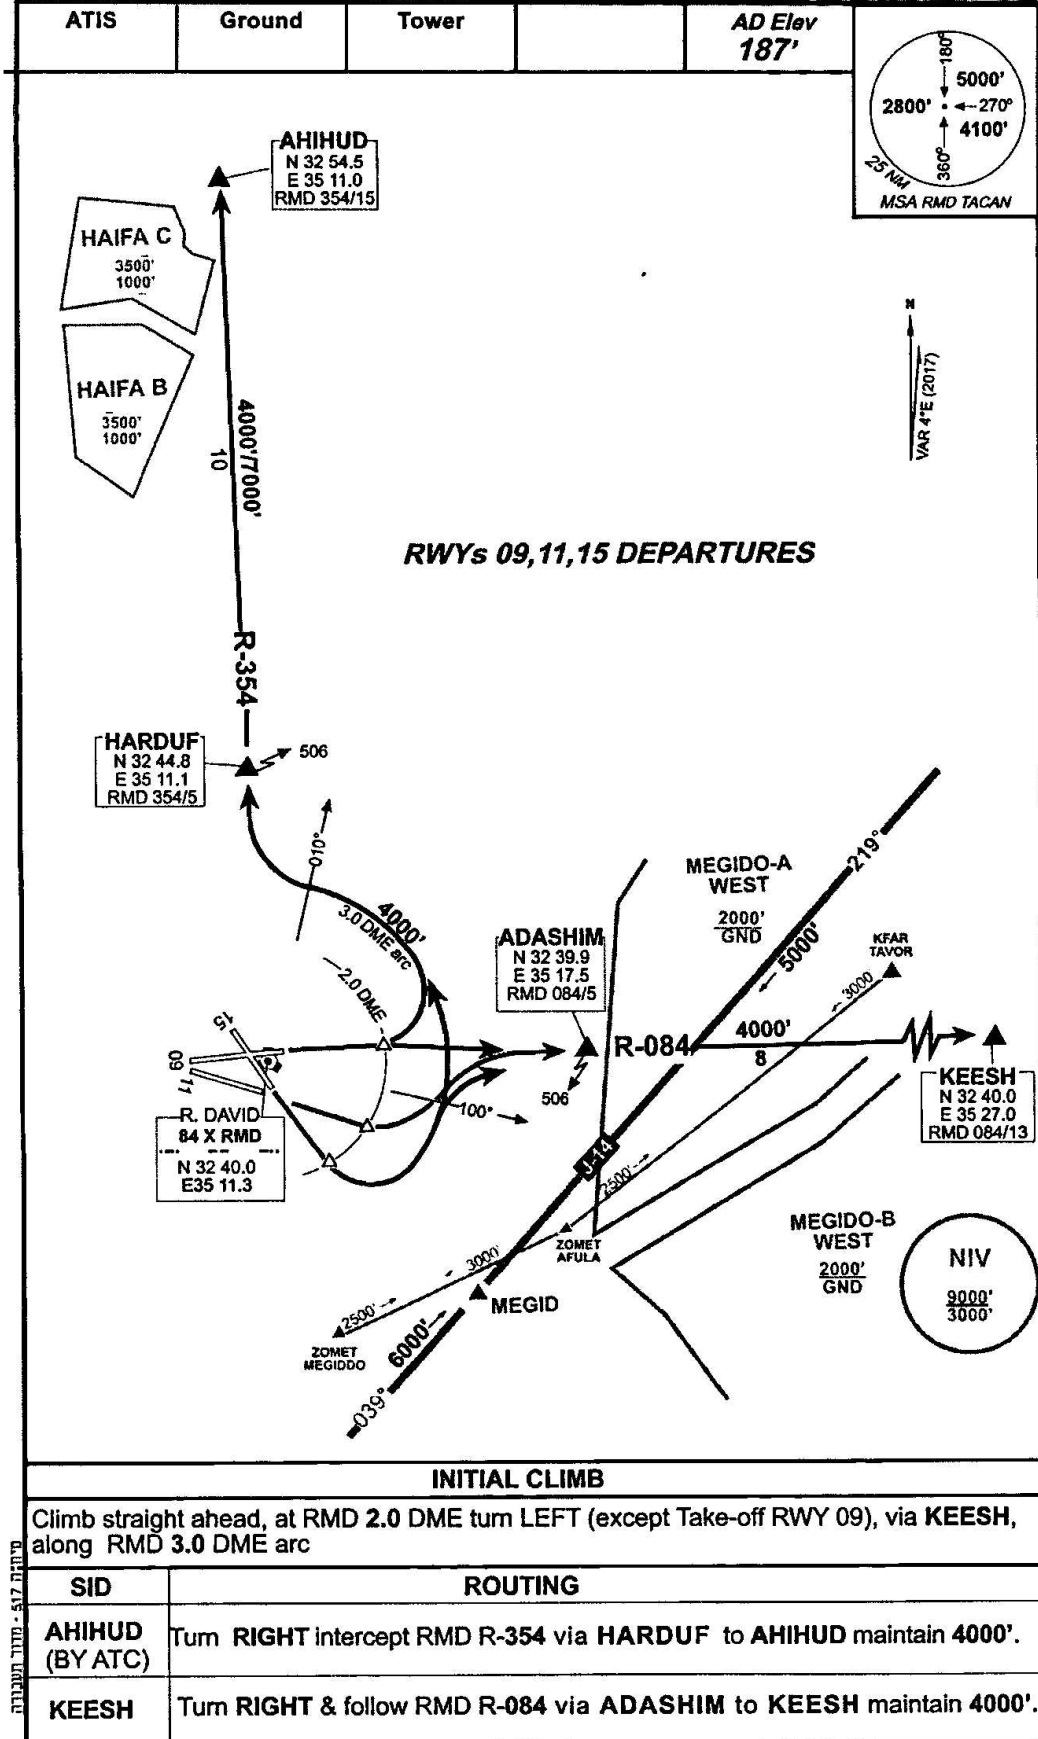 ATIS
Ground
Tower
AD Elev
187'
180°
5000'
2800'
270°
4100'
360°
25 NM
MSA RMD TACAN
AHIHUD
N 32 54.5
E 35 11.0
RMD 354/15
HAIFA C
3500'
1000'
HAIFA B
3500'
1000'
N
VAR 4°E (2017)
4000'/7000'
10
RWYs 09,11,15 DEPARTURES
R-354
HARDUF
N 32 44.8
E 35 11.1
RMD 354/5
506
010°
4000'
3.0 DME arc
2.0 DME
MEGIDO-A
WEST
2000'
GND
219°
5000'
KFAR
TAVOR
3000
ADASHIM
N 32 39.9
E 35 17.5
RMD 084/5
R-084
4000'
8
506
KEESH
N 32 40.0
E 35 27.0
RMD 084/13
15
09
11
100°
R. DAVID
84 X RMD
N 32 40.0
E35 11.3
J-14
2500'
ZOMET
AFULA
3000'
MEGID
2500'
ZOMET
MEGIDDO
6000'
039°
MEGIDO-B
WEST
2000'
GND
NIV
9000'
3000'
INITIAL CLIMB
Climb straight ahead, at RMD 2.0 DME turn LEFT (except Take-off RWY 09), via KEESH,
along RMD 3.0 DME arc
SID
ROUTING
AHIHUD
(BY ATC)
Turn RIGHT intercept RMD R-354 via HARDUF to AHIHUD maintain 4000'.
KEESH
Turn RIGHT & follow RMD R-084 via ADASHIM to KEESH maintain 4000'.